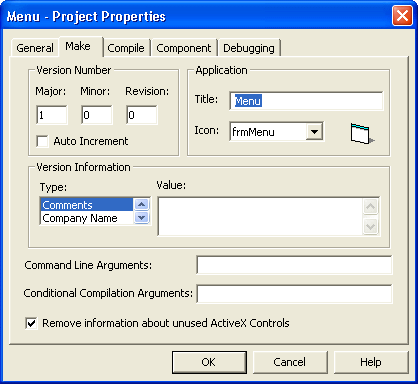 Menu - Project Properties
General Make Compile Component Debugging
Version Number
Major: Minor: Revision:
1 0 0
Auto Increment
Application
Title: Menu
Icon: frmMenu
Version Information
Type: Value:
Comments
Company Name
Command Line Arguments:
Conditional Compilation Arguments:
Remove information about unused ActiveX Controls
OK Cancel Help